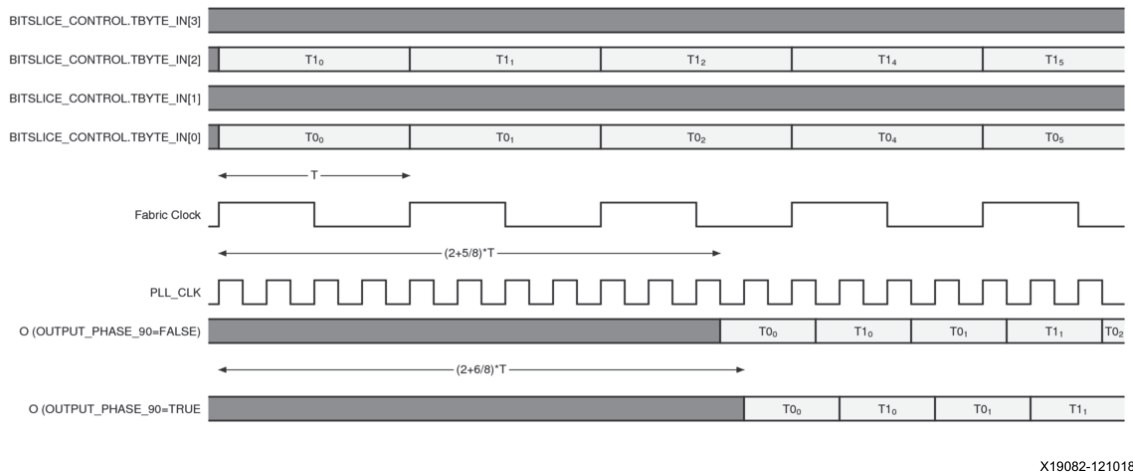 BITSLICE_CONTROL.TBYTE_IN[3]
BITSLICE_CONTROL.TBYTE_IN[2] T1₀ T1₁ T1₂ T1₄ T1₅
BITSLICE_CONTROL.TBYTE_IN[1]
BITSLICE_CONTROL.TBYTE_IN[0] T0₀ T0₁ T0₂ T0₄ T0₅
T
Fabric Clock
(2+5/8)*T
PLL_CLK
O (OUTPUT_PHASE_90=FALSE) T0₀ T1₀ T0₁ T1₁ T0₂
(2+6/8)*T
O (OUTPUT_PHASE_90=TRUE T0₀ T1₀ T0₁ T1₁
X19082-121018